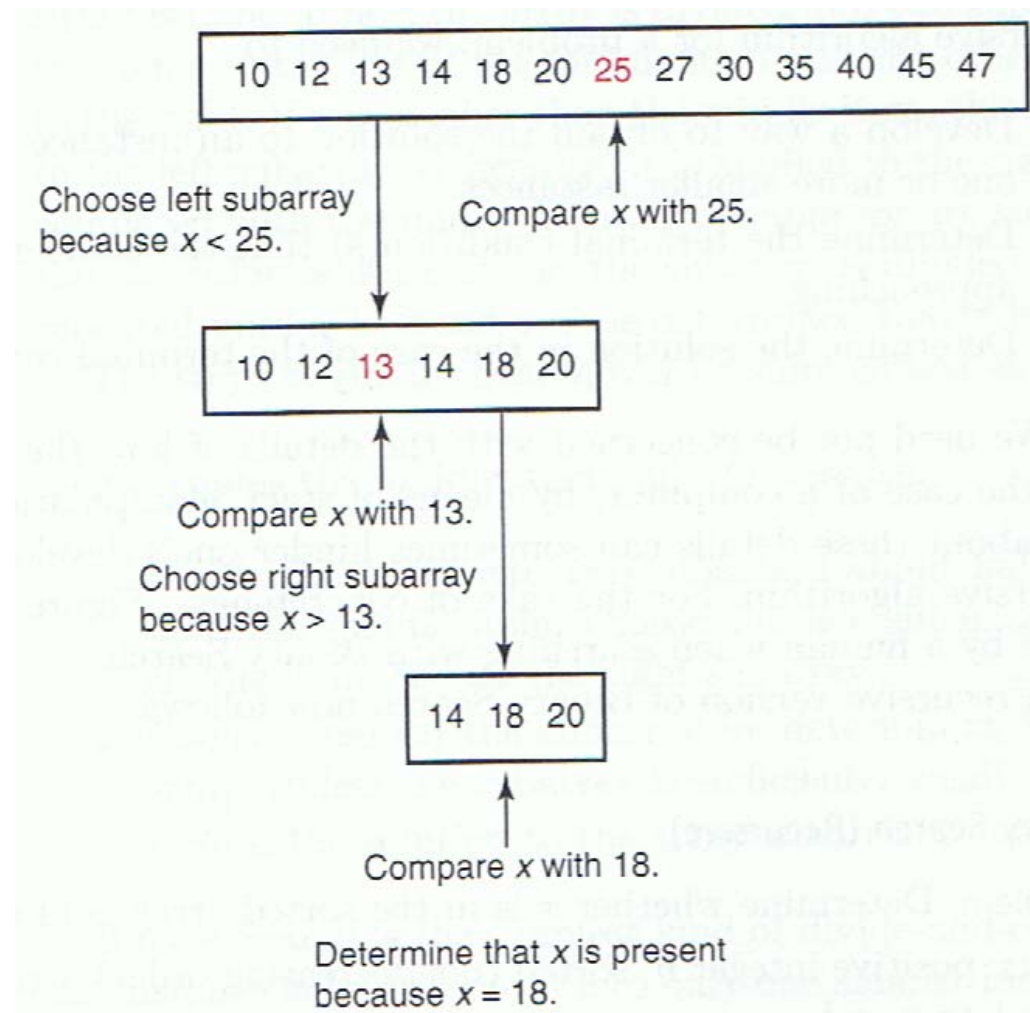 10 12 13 14 18 20 25 27 30 35 40 45 47
Choose left subarray
because x < 25.
Compare x with 25.
10 12 13 14 18 20
Compare x with 13.
Choose right subarray
because x > 13.
14 18 20
Compare x with 18.
Determine that x is present
because x = 18.